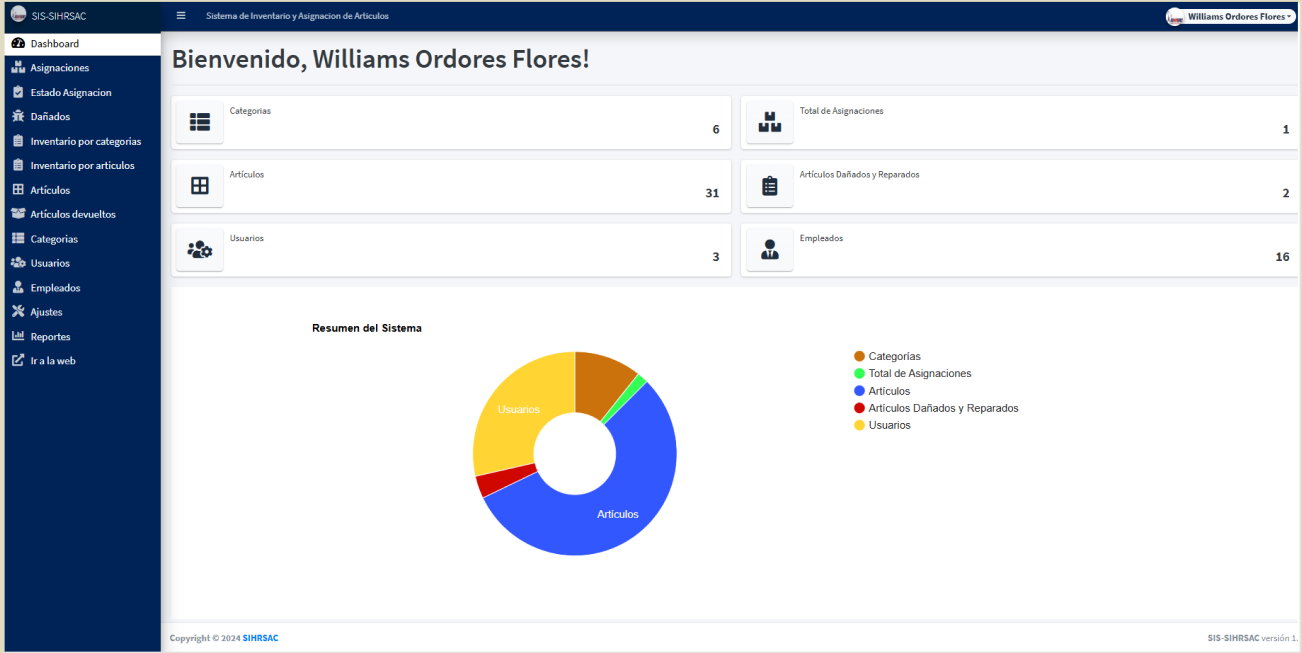 SIS-SIHRSAC
Sistema de Inventario y Asignacion de Articulos
Williams Ordores Flores
Dashboard
Asignaciones
Estado Asignacion
Dañados
Inventario por categorias
Inventario por articulos
Artículos
Artículos devueltos
Categorias
Usuarios
Empleados
Ajustes
Reportes
Ir a la web
Bienvenido, Williams Ordores Flores!
Categorias
6
Total de Asignaciones
1
Artículos
31
Artículos Dañados y Reparados
2
Usuarios
3
Empleados
16
Resumen del Sistema
Usuarios
Artículos
Categorías
Total de Asignaciones
Artículos
Artículos Dañados y Reparados
Usuarios
Copyright © 2024 SIHRSAC
SIS-SIHRSAC versión 1.